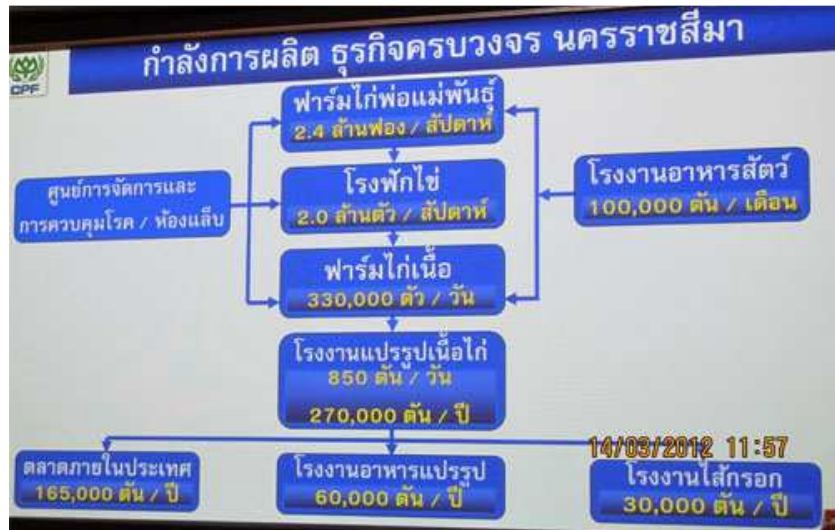 กำลังการผลิต ธุรกิจครบวงจร นครราชสีมา
CPF
ฟาร์มไก่พ่อแม่พันธุ์
2.4 ล้านฟอง / สัปดาห์
ศูนย์การจัดการและ
การควบคุมโรค / ห้องแล็บ
โรงฟักไข่
2.0 ล้านตัว / สัปดาห์
โรงงานอาหารสัตว์
100,000 ตัน / เดือน
ฟาร์มไก่เนื้อ
330,000 ตัว / วัน
โรงงานแปรรูปเนื้อไก่
850 ตัน / วัน
270,000 ตัน / ปี
14/03/2012 11:57
ตลาดภายในประเทศ
165,000 ตัน / ปี
โรงงานอาหารแปรรูป
60,000 ตัน / ปี
โรงงานไส้กรอก
30,000 ตัน / ปี